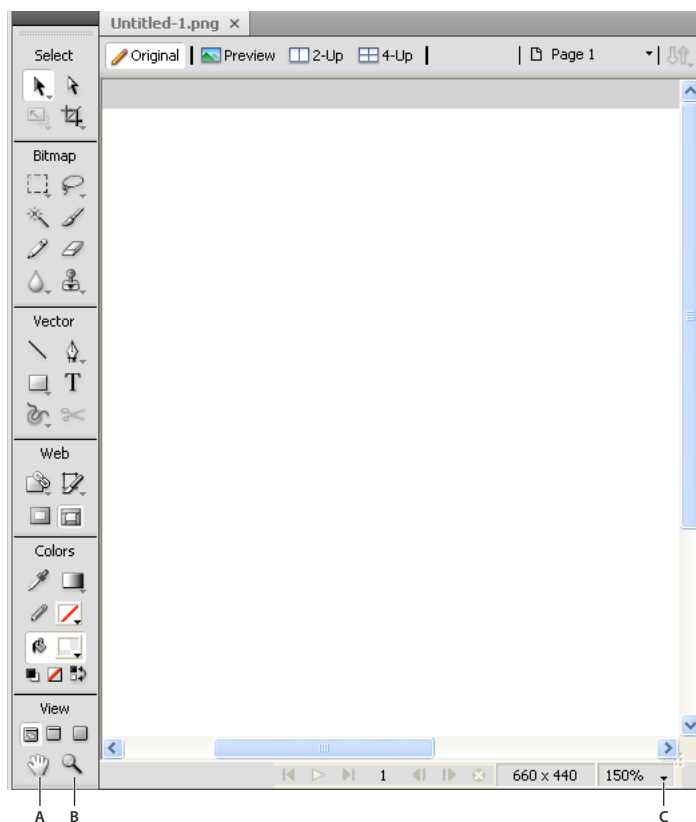 Untitled-1.png ×
Select
Original Preview 2-Up 4-Up Page 1
Bitmap
Vector
T
Web
Colors
View
1 660 x 440 150%
A B C